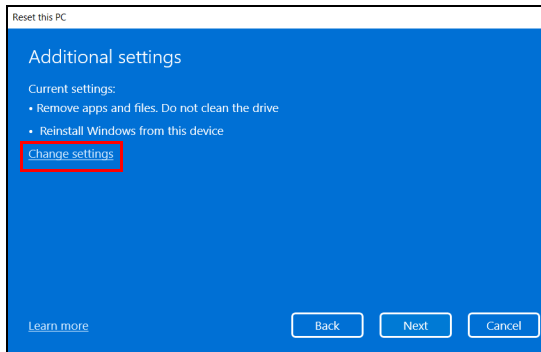 Reset this PC
Additional settings
Current settings:
• Remove apps and files. Do not clean the drive
• Reinstall Windows from this device
Change settings
Learn more
Back
Next
Cancel